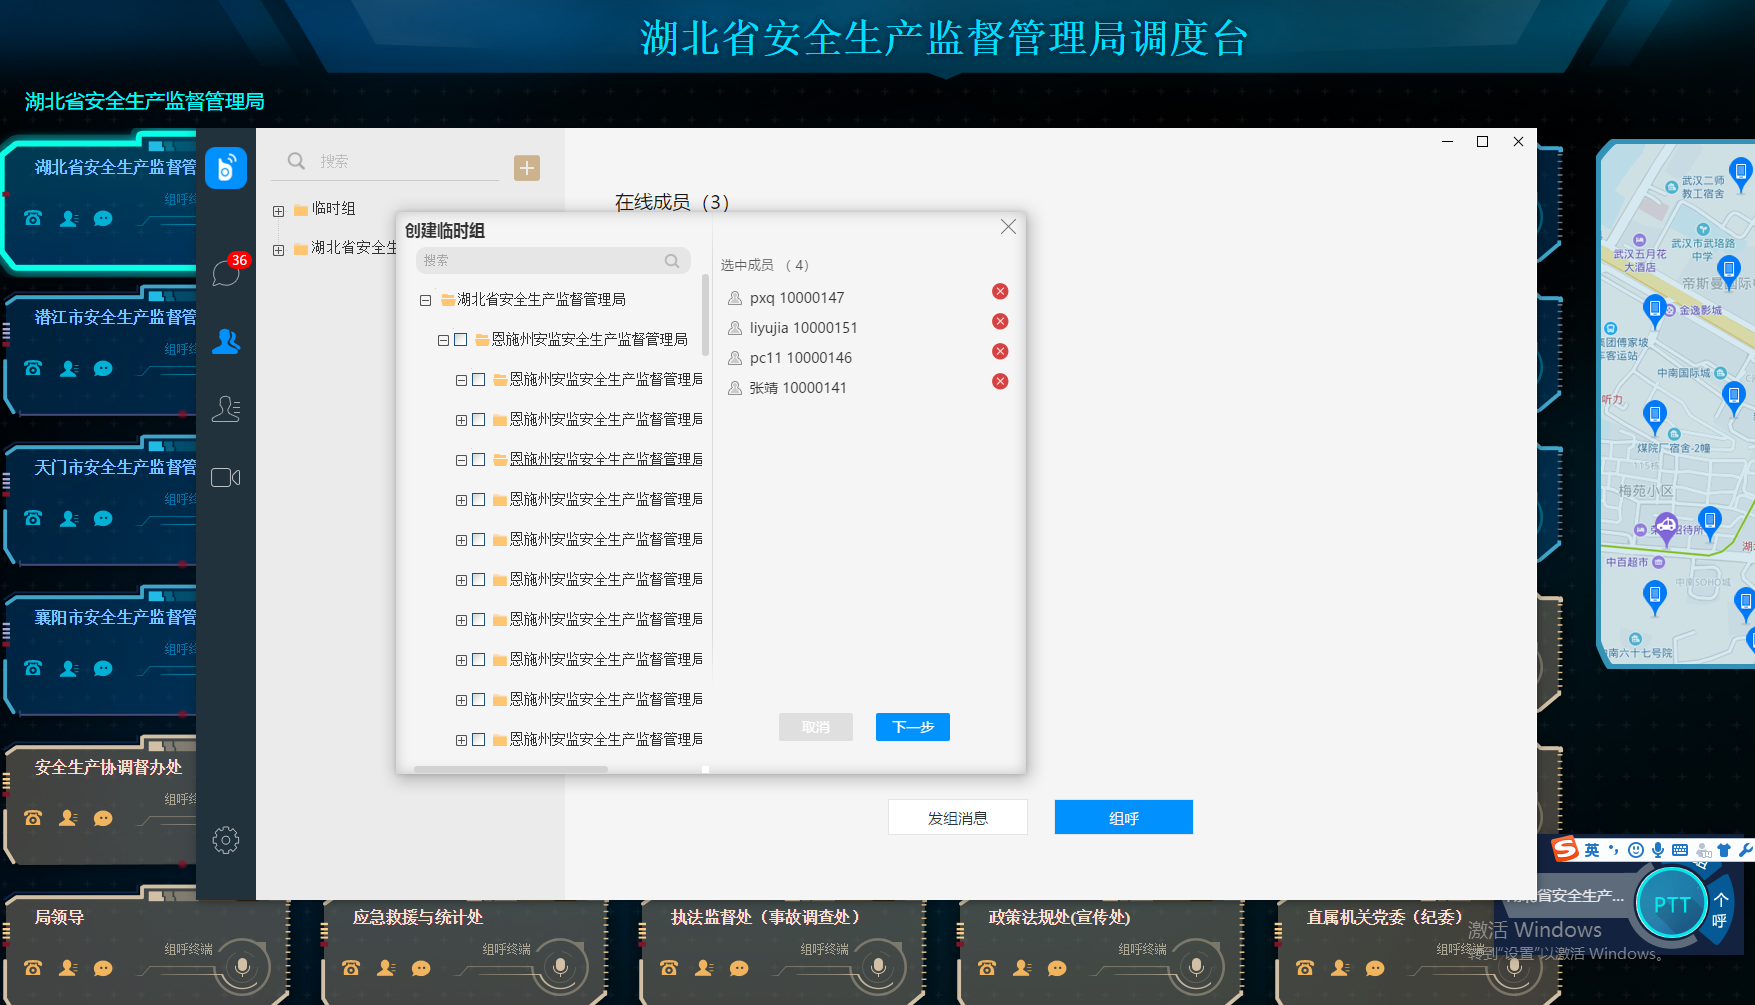 湖北省安全生产监督管理局调度台
湖北省安全生产监督管理局
湖北省安全生产监督管
组呼终
潜江市安全生产监督管
组呼终
天门市安全生产监督管
组呼终
襄阳市安全生产监督管
组呼终
安全生产协调督办处
组呼终
36
搜索
临时组
湖北省安全生
在线成员（3）
创建临时组
搜索
湖北省安全生产监督管理局
恩施州安监安全生产监督管理局
恩施州安监安全生产监督管理局
恩施州安监安全生产监督管理局
恩施州安监安全生产监督管理局
恩施州安监安全生产监督管理局
恩施州安监安全生产监督管理局
恩施州安监安全生产监督管理局
恩施州安监安全生产监督管理局
恩施州安监安全生产监督管理局
恩施州安监安全生产监督管理局
恩施州安监安全生产监督管理局
选中成员 （ 4）
pxq 10000147
liyujia 10000151
pc11 10000146
张靖 10000141
取消
下一步
发组消息
组呼
武汉二师
教工宿舍
武汉市武珞路
中学
武汉五月花
大酒店
帝斯曼国际中
金逸影城
集团傅家坡
客运站
中南国际城
听力
煤院厂宿舍-2幢
115栋
梅苑小区
招待所
湖
中百超市
中南SOHO城
南六十七号院
英
省安全生产...
PTT
个
呼
局领导
组呼终端
应急救援与统计处
组呼终端
执法监督处（事故调查处）
组呼终端
政策法规处(宣传处)
组呼终端
直属机关党委（纪委）
组呼终端
激活 Windows
转到"设置"以激活 Windows。